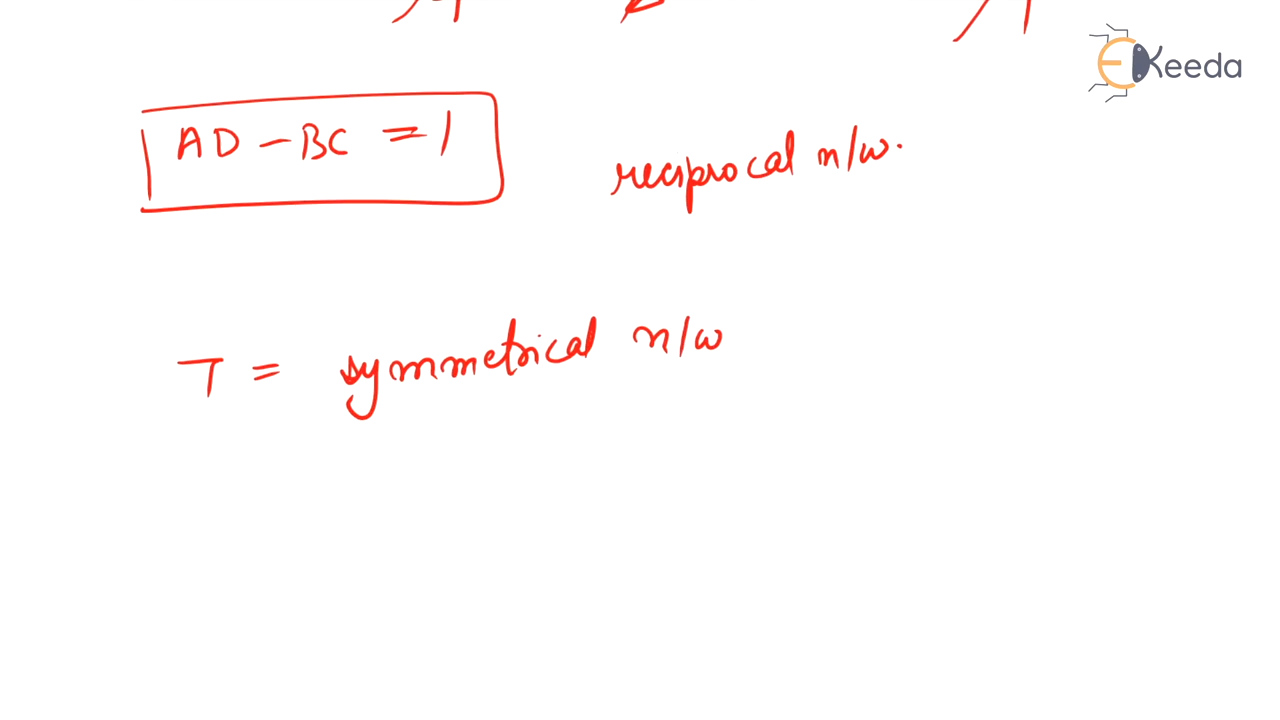 EKeeda
AD - BC = 1
reciprocal n/w.
T = symmetrical n/w